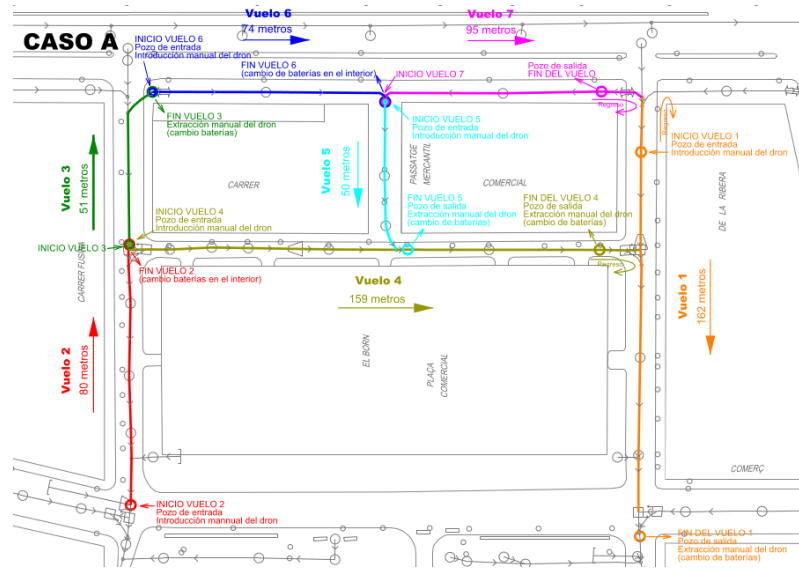 CASO A
Vuelo 6
74 metros
Vuelo 7
95 metros
INICIO VUELO 6
Pozo de entrada
Introducción manual del dron
FIN VUELO 6
(cambio de baterías en el interior)
INICIO VUELO 7
Pozo de salida
FIN DEL VUELO
Regreso
Regreso
FIN VUELO 3
Extracción manual del dron
(cambio baterías)
INICIO VUELO 5
Pozo de entrada
Introducción manual del dron
INICIO VUELO 1
Pozo de entrada
Introducción manual del dron
Vuelo 3
51 metros
Vuelo 5
50 metros
PASSATGE
MERCANTIL
CARRER
COMERCIAL
DE LA RIBERA
INICIO VUELO 4
Pozo de entrada
Introducción manual del dron
FIN VUELO 5
Pozo de salida
Extracción manual del dron
(cambio de baterías)
FIN DEL VUELO 4
Pozo de salida
Extracción manual del dron
(cambio de baterías)
INICIO VUELO 3
FIN VUELO 2
(cambio baterías en el interior)
Regreso
CARRER FUSINA
Vuelo 4
159 metros
Vuelo 1
162 metros
Vuelo 2
80 metros
EL BORN
PLAÇA
COMERCIAL
COMERÇ
INICIO VUELO 2
Pozo de entrada
Introducción mannual del dron
FIN DEL VUELO 1
Pozo de salida
Extracción manual del dron
(cambio de baterías)